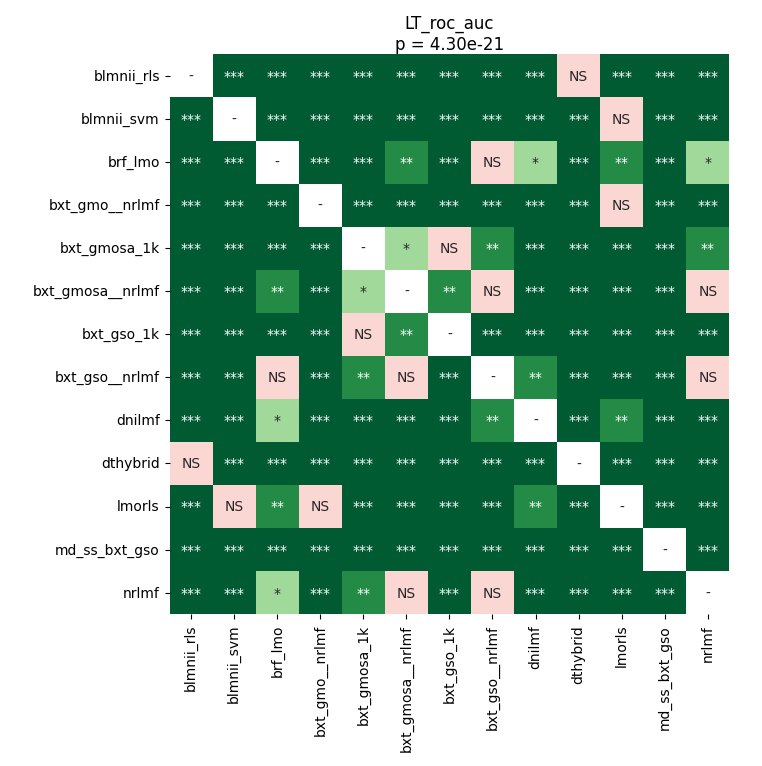 LT_roc_auc
p = 4.30e-21
blmnii_rls - *** *** *** *** *** *** *** *** NS *** *** ***
blmnii_svm *** - *** *** *** *** *** *** *** *** NS *** ***
brf_lmo *** *** - *** *** ** *** NS * *** ** *** *
bxt_gmo__nrlmf *** *** *** - *** *** *** *** *** *** NS *** ***
bxt_gmosa_1k *** *** *** *** - * NS ** *** *** *** *** **
bxt_gmosa__nrlmf *** *** ** *** * - ** NS *** *** *** *** NS
bxt_gso_1k *** *** *** *** NS ** - *** *** *** *** *** ***
bxt_gso__nrlmf *** *** NS *** ** NS *** - ** *** *** *** NS
dnilmf *** *** * *** *** *** *** ** - *** ** *** ***
dthybrid NS *** *** *** *** *** *** *** *** - *** *** ***
lmorls *** NS ** NS *** *** *** *** ** *** - *** ***
md_ss_bxt_gso *** *** *** *** *** *** *** *** *** *** *** - ***
nrlmf *** *** * *** ** NS *** NS *** *** *** *** -
blmnii_rls
blmnii_svm
brf_lmo
bxt_gmo__nrlmf
bxt_gmosa_1k
bxt_gmosa__nrlmf
bxt_gso_1k
bxt_gso__nrlmf
dnilmf
dthybrid
lmorls
md_ss_bxt_gso
nrlmf